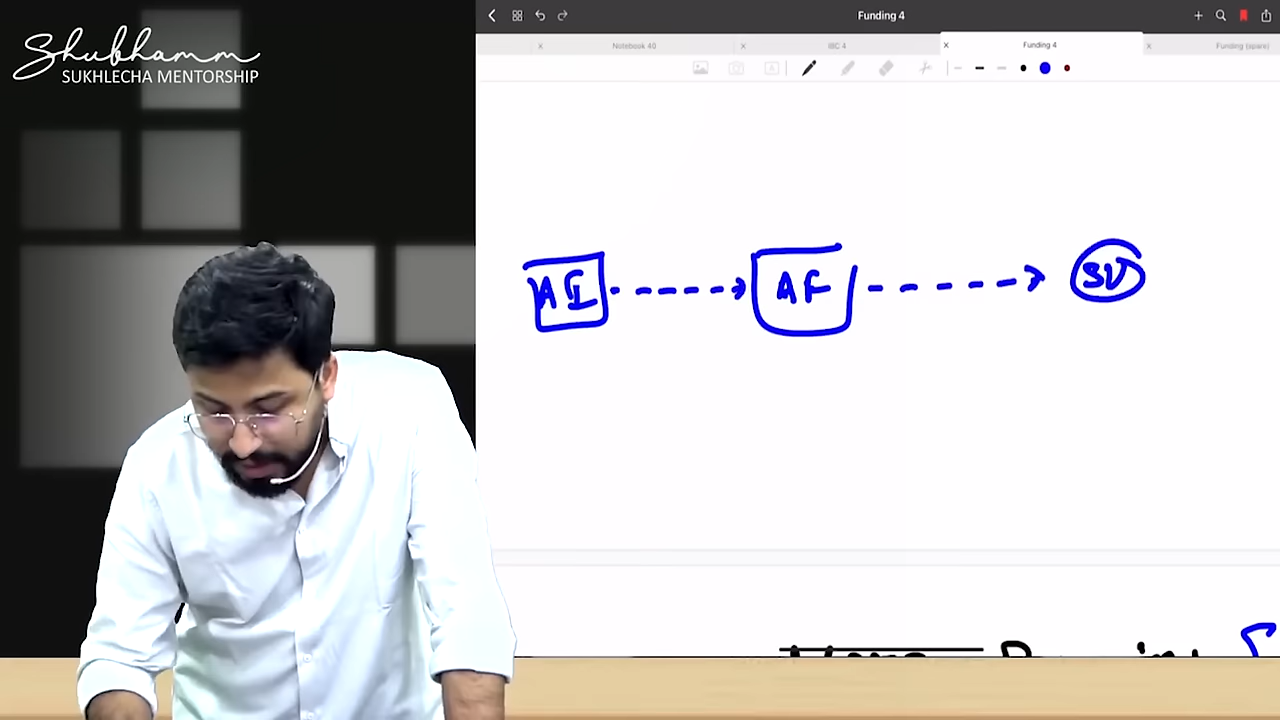 Shubhamm
SUKHLECHA MENTORSHIP
Funding 4
Notebook 40
IBC 4
Funding 4
Funding (spare)
AI
AF
SV